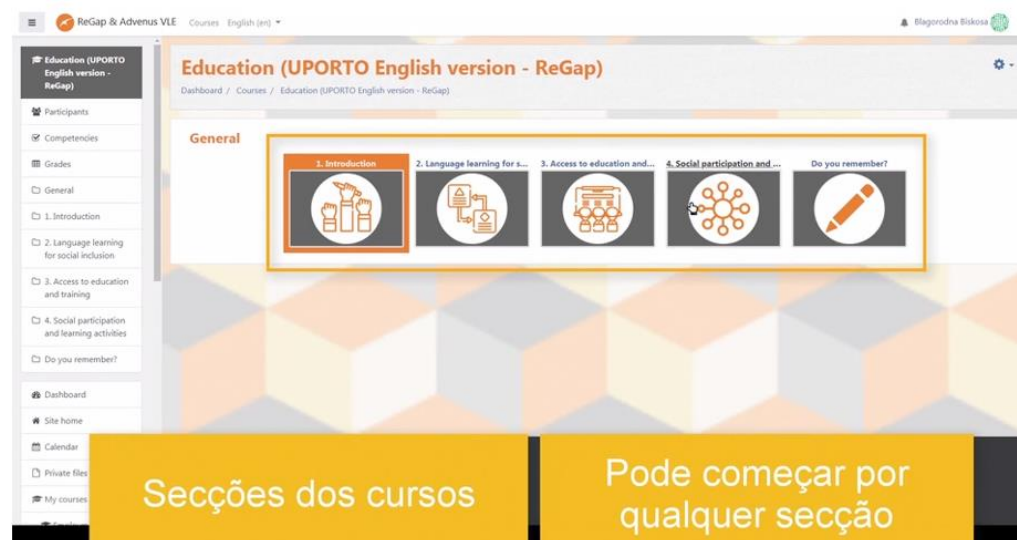 ReGap & Advenus VLE Courses English (en)
Blagorodna Biskosa
Education (UPORTO
English version -
ReGap)
Participants
Competencies
Grades
General
1. Introduction
2. Language learning
for social inclusion
3. Access to education
and training
4. Social participation
and learning activities
Do you remember?
Dashboard
Site home
Calendar
Private files
My courses
Education (UPORTO English version - ReGap)
Dashboard / Courses / Education (UPORTO English version - ReGap)
General
1. Introduction
2. Language learning for s...
3. Access to education and...
4. Social participation and ...
Do you remember?
Secções dos cursos
Pode começar por
qualquer secção